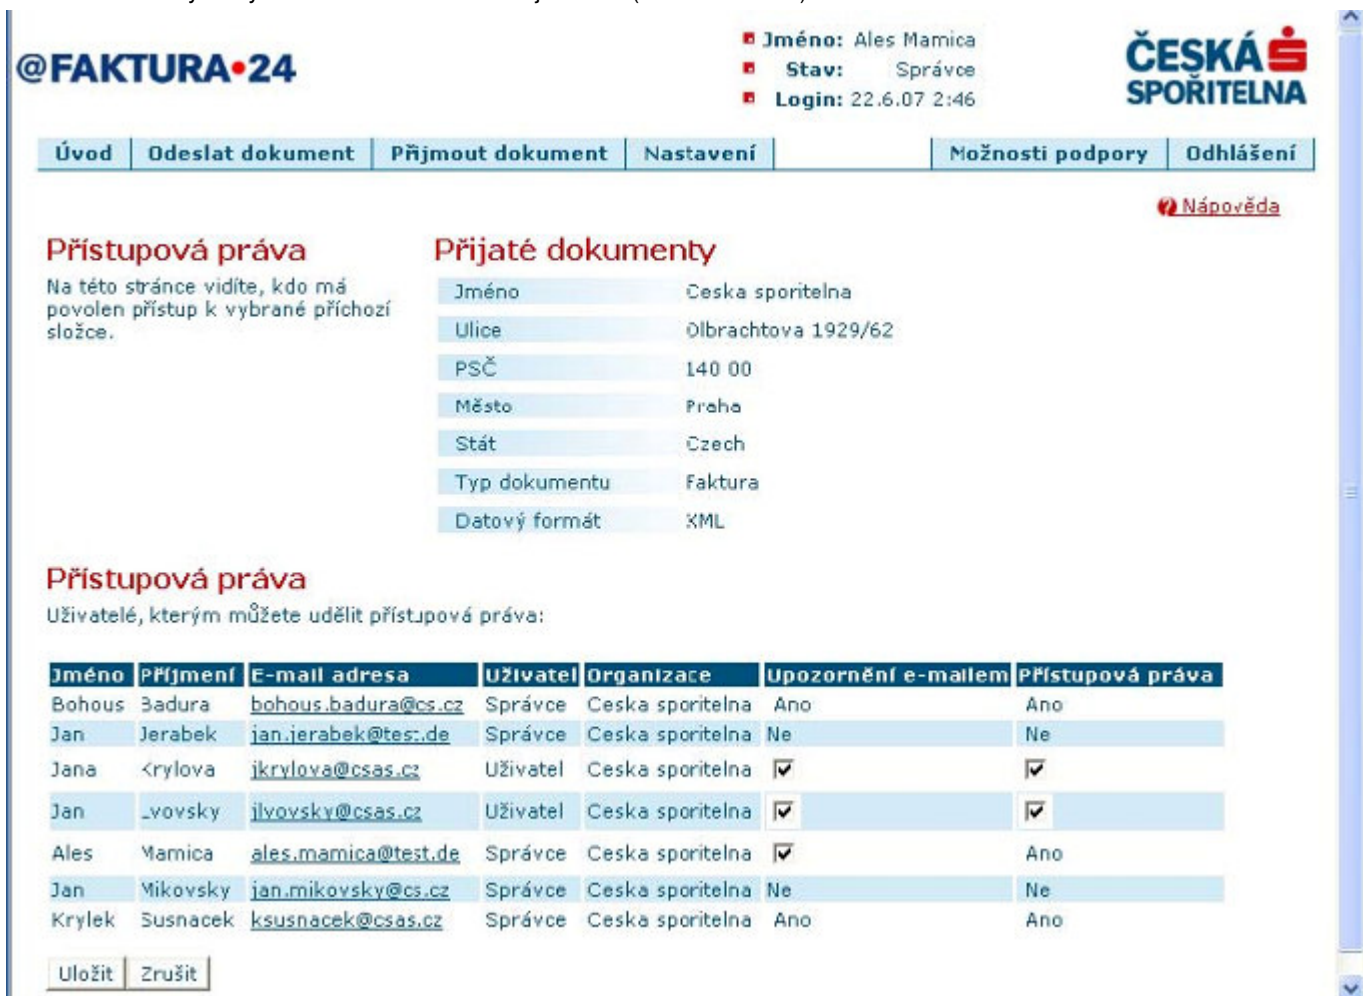 @FAKTURA•24
Jméno: Ales Mamica
Stav: Správce
Login: 22.6.07 2:46
ČESKÁ
SPOŘITELNA
Úvod Odeslat dokument Přijmout dokument Nastavení Možnosti podpory Odhlášení
Nápověda
Přístupová práva
Na této stránce vidíte, kdo má
povolen přístup k vybrané příchozí
složce.
Přijaté dokumenty
Jméno Ceska sporitelna
Ulice Olbrachtova 1929/62
PSČ 140 00
Město Praha
Stát Czech
Typ dokumentu Faktura
Datový formát XML
Přístupová práva
Uživatelé, kterým můžete udělit přístupová práva:
Jméno Příjmení E-mail adresa Uživatel Organizace Upozornění e-mailem Přístupová práva
Bohous Badura bohous.badura@cs.cz Správce Ceska sporitelna Ano Ano
Jan Jerabek jan.jerabek@test.de Správce Ceska sporitelna Ne Ne
Jana Krylova jkrylova@csas.cz Uživatel Ceska sporitelna
Jan Lvovsky jlvovsky@csas.cz Uživatel Ceska sporitelna
Ales Mamica ales.mamica@test.de Správce Ceska sporitelna Ano
Jan Mikovsky jan.mikovsky@cs.cz Správce Ceska sporitelna Ne Ne
Krylek Susnacek ksusnacek@csas.cz Správce Ceska sporitelna Ano Ano
Uložit Zrušit